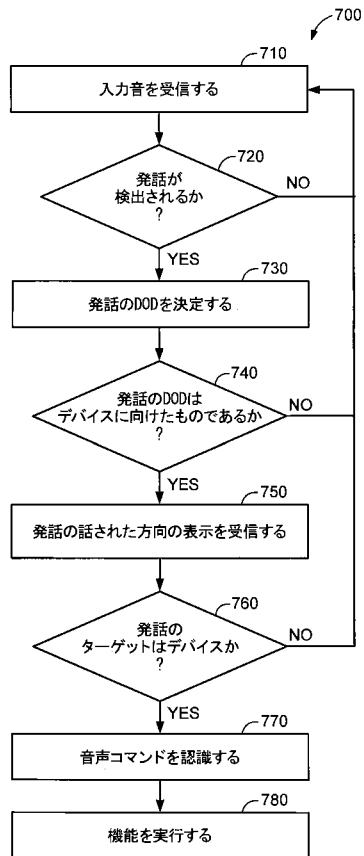 700
710
入力音を受信する
720
発話が
検出されるか
?
NO
YES
730
発話のDODを決定する
740
発話のDODは
デバイスに向けたものであるか
?
NO
YES
750
発話の話された方向の表示を受信する
760
発話の
ターゲットはデバイスか
?
NO
YES
770
音声コマンドを認識する
780
機能を実行する